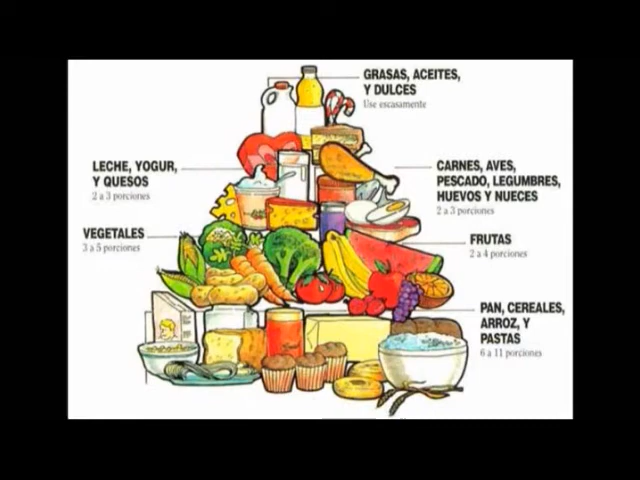 GRASAS, ACEITES,
Y DULCES
Use escasamente
LECHE, YOGUR,
Y QUESOS
2 a 3 porciones
CARNES, AVES,
PESCADO, LEGUMBRES,
HUEVOS Y NUECES
2 a 3 porciones
VEGETALES
3 a 5 porciones
FRUTAS
2 a 4 porciones
PAN, CEREALES,
ARROZ, Y
PASTAS
6 a 11 porciones